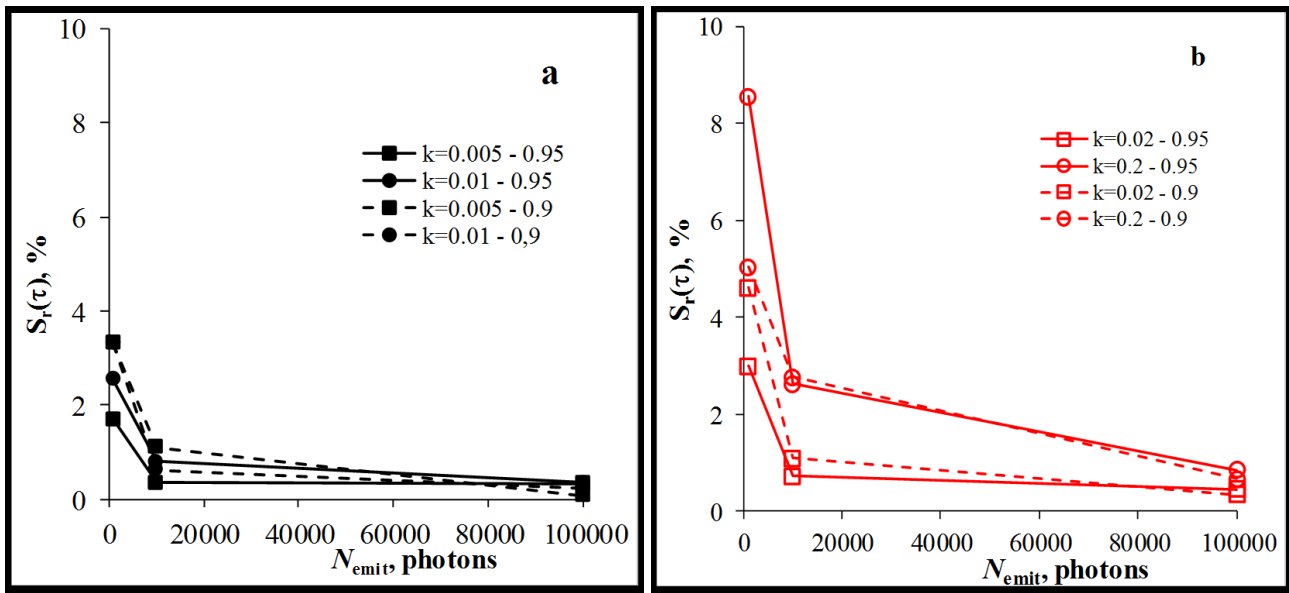 a
10
8
6
4
2
0
Sr(τ), %
k=0.005 - 0.95
k=0.01 - 0.95
k=0.005 - 0.9
k=0.01 - 0,9
0 20000 40000 60000 80000 100000
Nemit, photons
b
10
8
6
4
2
0
Sr(τ), %
k=0.02 - 0.95
k=0.2 - 0.95
k=0.02 - 0.9
k=0.2 - 0.9
0 20000 40000 60000 80000 100000
Nemit, photons